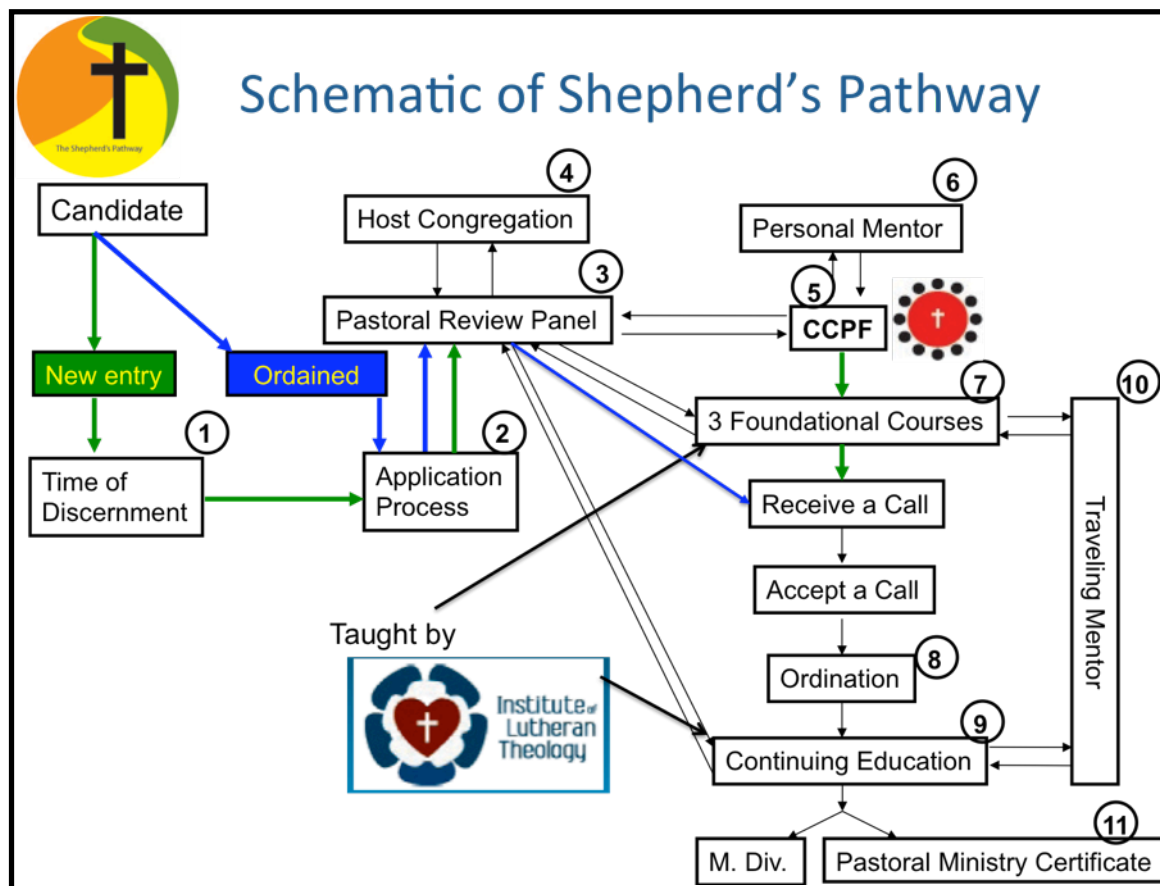 Schematic of Shepherd's Pathway
The Shepherd's Pathway
Candidate
4
Host Congregation
6
Personal Mentor
3
Pastoral Review Panel
5
CCPF
New entry
Ordained
7
3 Foundational Courses
10
Traveling Mentor
1
Time of
Discernment
2
Application
Process
Receive a Call
Accept a Call
Taught by
Institute of
Lutheran
Theology
8
Ordination
9
Continuing Education
M. Div.
11
Pastoral Ministry Certificate